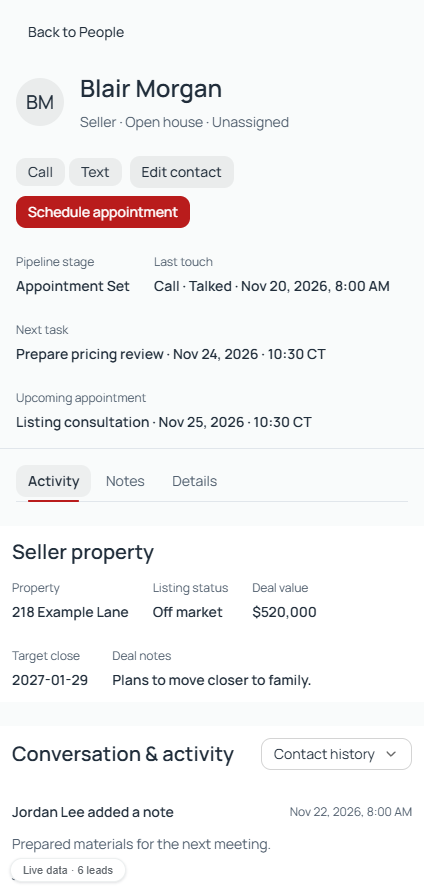 Back to People
BM
Blair Morgan
Seller · Open house · Unassigned
Call Text Edit contact
Schedule appointment
Pipeline stage Last touch
Appointment Set Call · Talked · Nov 20, 2026, 8:00 AM
Next task
Prepare pricing review · Nov 24, 2026 · 10:30 CT
Upcoming appointment
Listing consultation · Nov 25, 2026 · 10:30 CT
Activity Notes Details
Seller property
Property Listing status Deal value
218 Example Lane Off market $520,000
Target close Deal notes
2027-01-29 Plans to move closer to family.
Conversation & activity Contact history
Jordan Lee added a note Nov 22, 2026, 8:00 AM
Prepared materials for the next meeting.
Live data · 6 leads